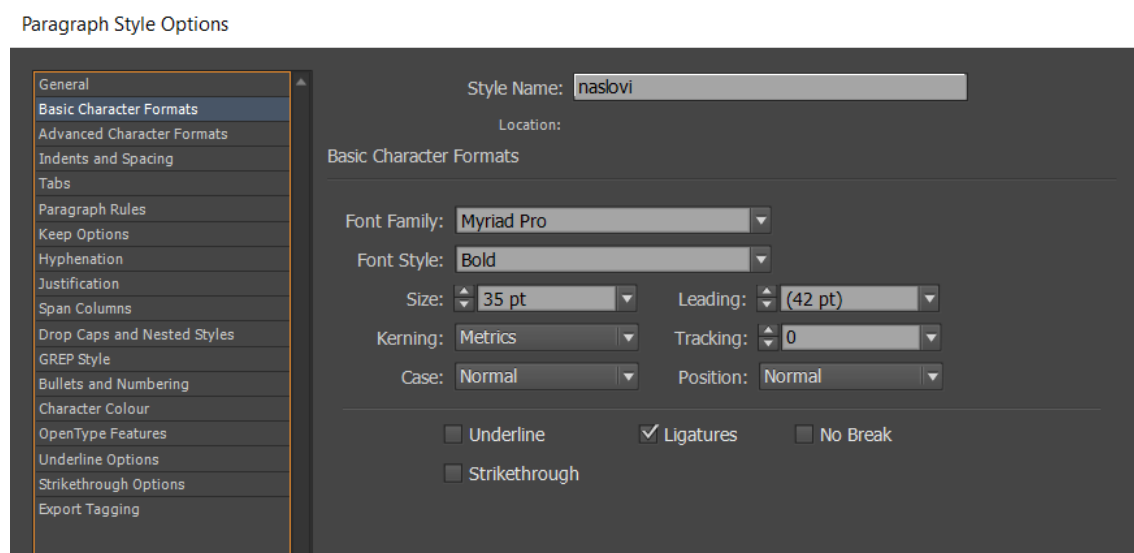 Paragraph Style Options
General
Basic Character Formats
Advanced Character Formats
Indents and Spacing
Tabs
Paragraph Rules
Keep Options
Hyphenation
Justification
Span Columns
Drop Caps and Nested Styles
GREP Style
Bullets and Numbering
Character Colour
OpenType Features
Underline Options
Strikethrough Options
Export Tagging
Style Name: naslovi
Location:
Basic Character Formats
Font Family: Myriad Pro
Font Style: Bold
Size: 35 pt Leading: (42 pt)
Kerning: Metrics Tracking: 0
Case: Normal Position: Normal
Underline Ligatures No Break
Strikethrough